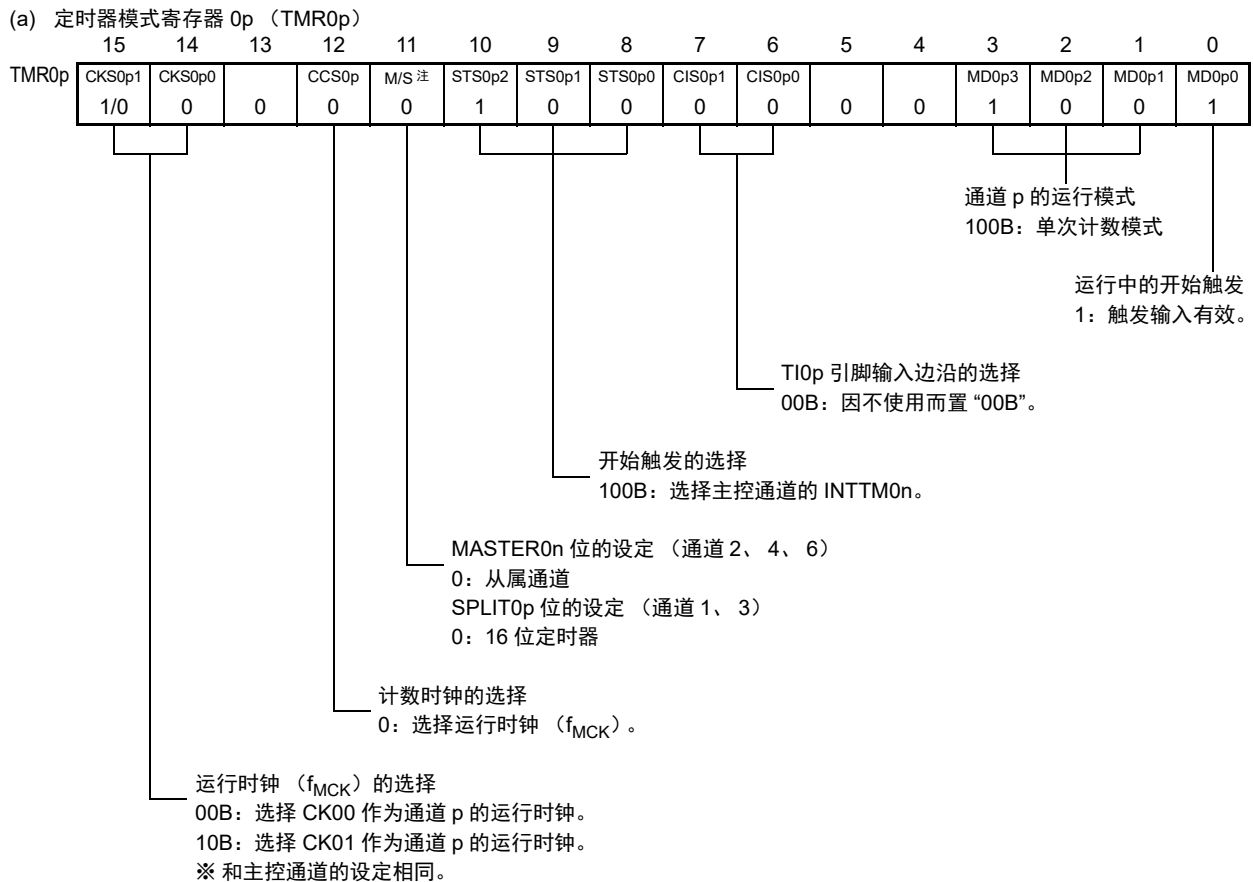 (a) 定时器模式寄存器 0p （TMR0p）
15 14 13 12 11 10 9 8 7 6 5 4 3 2 1 0
TMR0p CKS0p1 CKS0p0 CCS0p M/S 注 STS0p2 STS0p1 STS0p0 CIS0p1 CIS0p0 MD0p3 MD0p2 MD0p1 MD0p0
1/0 0 0 0 0 1 0 0 0 0 0 0 1 0 0 1
通道 p 的运行模式
100B：单次计数模式
运行中的开始触发
1：触发输入有效。
TI0p 引脚输入边沿的选择
00B：因不使用而置 “00B”。
开始触发的选择
100B：选择主控通道的 INTTM0n。
MASTER0n 位的设定 （通道 2、 4、 6）
0：从属通道
SPLIT0p 位的设定 （通道 1、 3）
0：16 位定时器
计数时钟的选择
0：选择运行时钟 （fMCK）。
运行时钟 （fMCK）的选择
00B：选择 CK00 作为通道 p 的运行时钟。
10B：选择 CK01 作为通道 p 的运行时钟。
※ 和主控通道的设定相同。